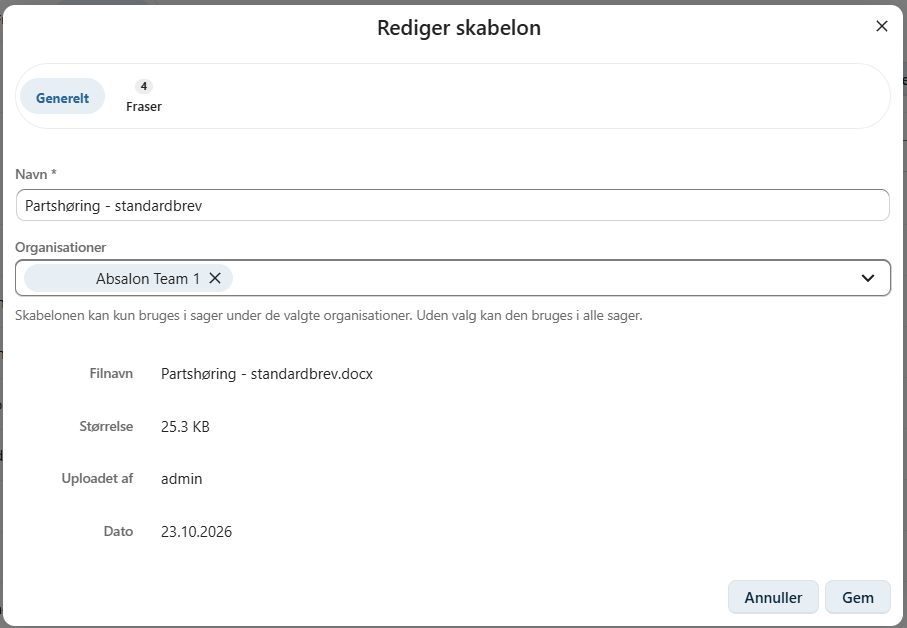 Rediger skabelon
Generelt
4
Fraser
Navn *
Partshøring - standardbrev
Organisationer
Absalon Team 1
Skabelonen kan kun bruges i sager under de valgte organisationer. Uden valg kan den bruges i alle sager.
Filnavn Partshøring - standardbrev.docx
Størrelse 25.3 KB
Uploadet af admin
Dato 23.10.2026
Annuller Gem